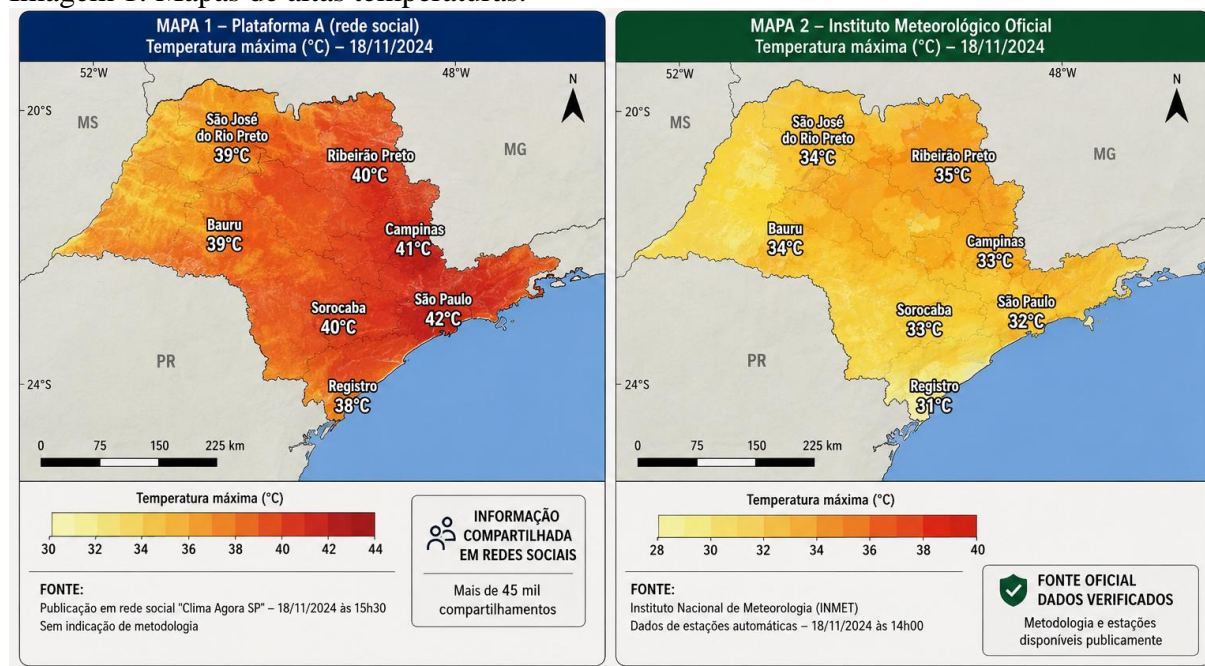 Imagem 1: Mapas de altas temperaturas.
MAPA 1 – Plataforma A (rede social)
Temperatura máxima (°C) – 18/11/2024
52°W
48°W
N
20°S
24°S
MS
MG
PR
São José
do Rio Preto
39°C
Ribeirão Preto
40°C
Bauru
39°C
Campinas
41°C
Sorocaba
40°C
São Paulo
42°C
Registro
38°C
0 75 150 225 km
Temperatura máxima (°C)
30 32 34 36 38 40 42 44
INFORMAÇÃO
COMPARTILHADA
EM REDES SOCIAIS
Mais de 45 mil
compartilhamentos
FONTE:
Publicação em rede social "Clima Agora SP" – 18/11/2024 às 15h30
Sem indicação de metodologia
MAPA 2 – Instituto Meteorológico Oficial
Temperatura máxima (°C) – 18/11/2024
52°W
48°W
N
20°S
24°S
MS
MG
PR
São José
do Rio Preto
34°C
Ribeirão Preto
35°C
Bauru
34°C
Campinas
33°C
Sorocaba
33°C
São Paulo
32°C
Registro
31°C
0 75 150 225 km
Temperatura máxima (°C)
28 30 32 34 36 38 40
FONTE:
Instituto Nacional de Meteorologia (INMET)
Dados de estações automáticas – 18/11/2024 às 14h00
FONTE OFICIAL
DADOS VERIFICADOS
Metodologia e estações
disponíveis publicamente